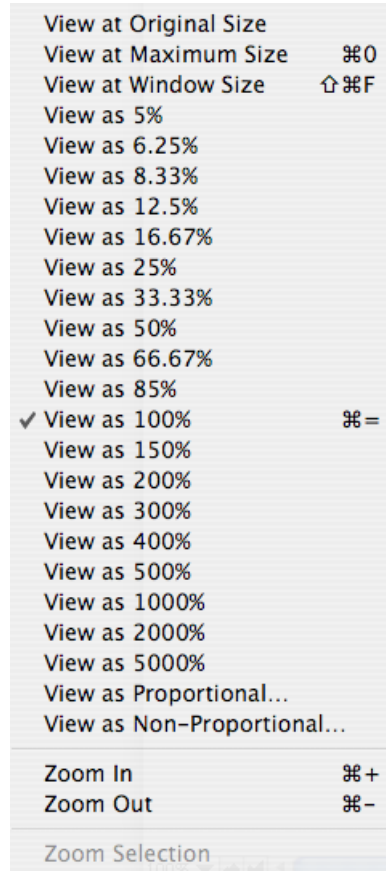 View at Original Size
View at Maximum Size ⌘0
View at Window Size ⇧⌘F
View as 5%
View as 6.25%
View as 8.33%
View as 12.5%
View as 16.67%
View as 25%
View as 33.33%
View as 50%
View as 66.67%
View as 85%
✓ View as 100% ⌘=
View as 150%
View as 200%
View as 300%
View as 400%
View as 500%
View as 1000%
View as 2000%
View as 5000%
View as Proportional...
View as Non-Proportional...
Zoom In ⌘+
Zoom Out ⌘-
Zoom Selection